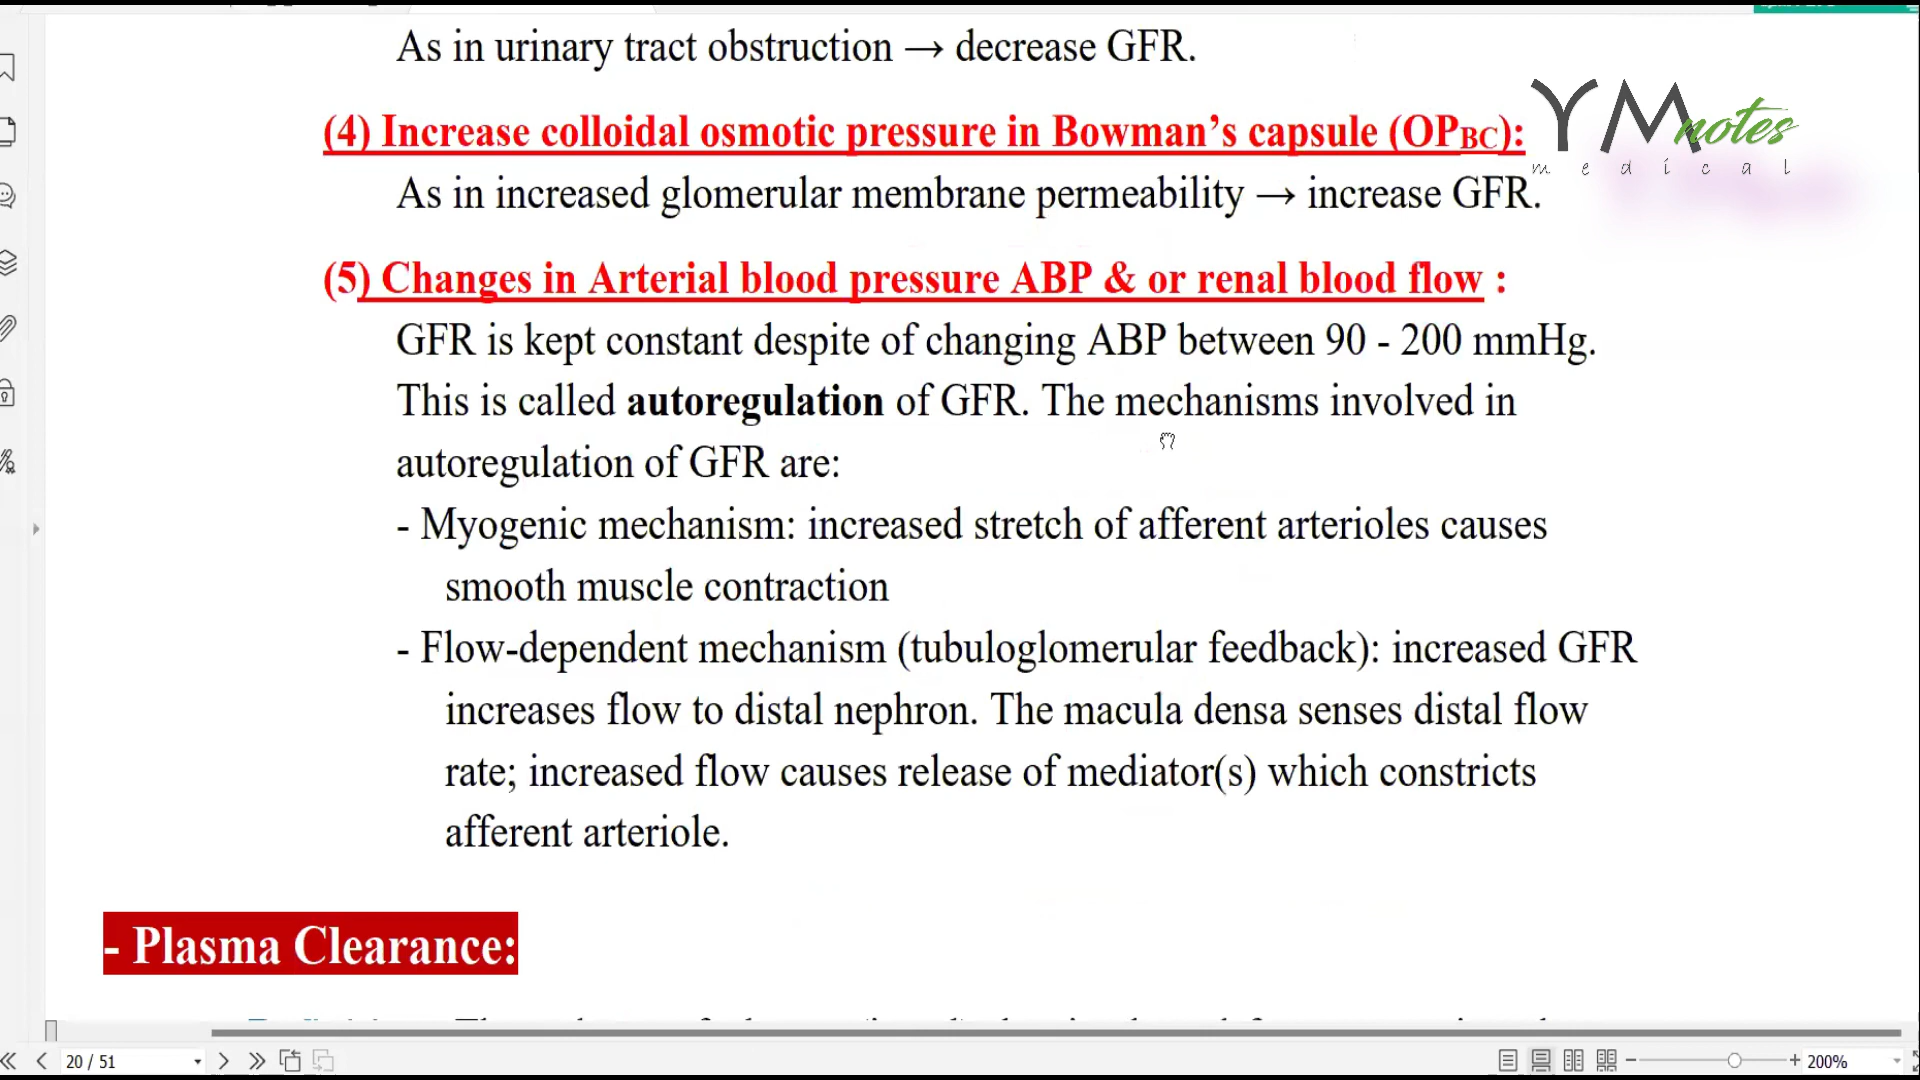 As in urinary tract obstruction → decrease GFR.
(4) Increase colloidal osmotic pressure in Bowman’s capsule (OPBC):
As in increased glomerular membrane permeability → increase GFR.
(5) Changes in Arterial blood pressure ABP & or renal blood flow :
GFR is kept constant despite of changing ABP between 90 - 200 mmHg.
This is called autoregulation of GFR. The mechanisms involved in
autoregulation of GFR are:
- Myogenic mechanism: increased stretch of afferent arterioles causes
smooth muscle contraction
- Flow-dependent mechanism (tubuloglomerular feedback): increased GFR
increases flow to distal nephron. The macula densa senses distal flow
rate; increased flow causes release of mediator(s) which constricts
afferent arteriole.
- Plasma Clearance:
YM notes
medical
20 / 51
200%